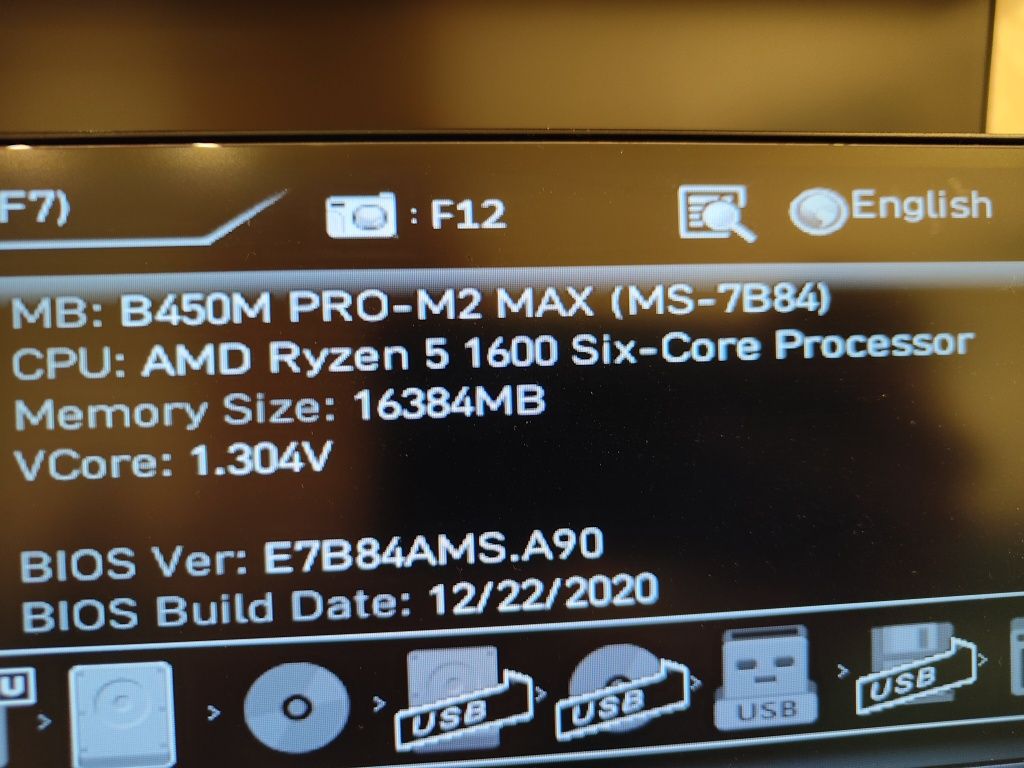 F7)
: F12
English
MB: B450M PRO-M2 MAX (MS-7B84)
CPU: AMD Ryzen 5 1600 Six-Core Processor
Memory Size: 16384MB
VCore: 1.304V
BIOS Ver: E7B84AMS.A90
BIOS Build Date: 12/22/2020
U
> > > USB > USB > USB > USB >